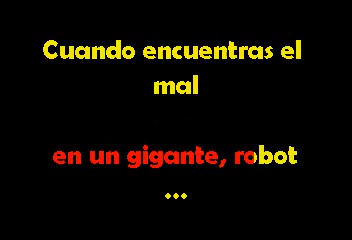 Cuando encuentras el
mal
en un gigante, robot
...